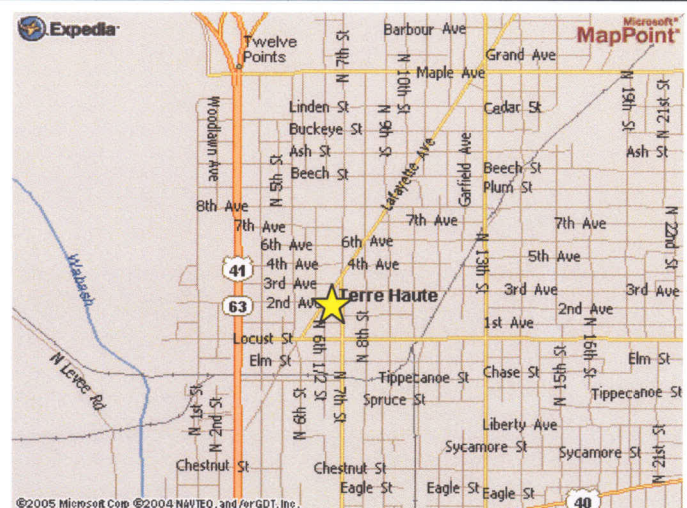 Expedia
Microsoft
MapPoint
Barbour Ave
Twelve
Points
N 7th St
Grand Ave
Maple Ave
N 10th St
N 19th St
N 21st St
Woodlawn Ave
Linden St
Cedar St
Buckeye St
N 9th St
Ash St
Ash St
Lafayette Ave
Garfield Ave
N 5th St
Beech St
Beech St
Plum St
8th Ave
7th Ave
7th Ave
7th Ave
N 22nd St
6th Ave
6th Ave
N 13th St
5th Ave
Wabash
41
4th Ave
4th Ave
3rd Ave
3rd Ave
3rd Ave
63
2nd Ave
Terre Haute
2nd Ave
1st Ave
Locust St
N 6th 1/2 St
N 8th St
N 16th St
Elm St
Elm St
N Levee Rd
N 15th St
Tippecanoe St
Chase St
Tippecanoe St
N 1st St
N 2nd St
N 6th St
N 7th St
Spruce St
Liberty Ave
Sycamore St
Sycamore St
N 21st St
Chestnut St
Chestnut St
Eagle St
Eagle St
Eagle St
40
©2005 Microsoft Corp ©2004 NAVTEQ, and/or GDT, Inc.